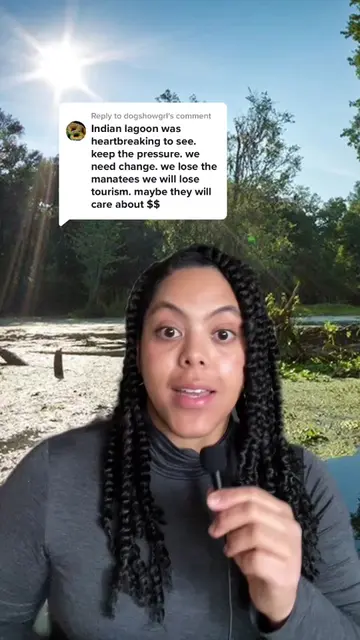 Reply to dogshowgrl's comment
Indian lagoon was
heartbreaking to see.
keep the pressure. we
need change. we lose the
manatees we will lose
tourism. maybe they will
care about $$